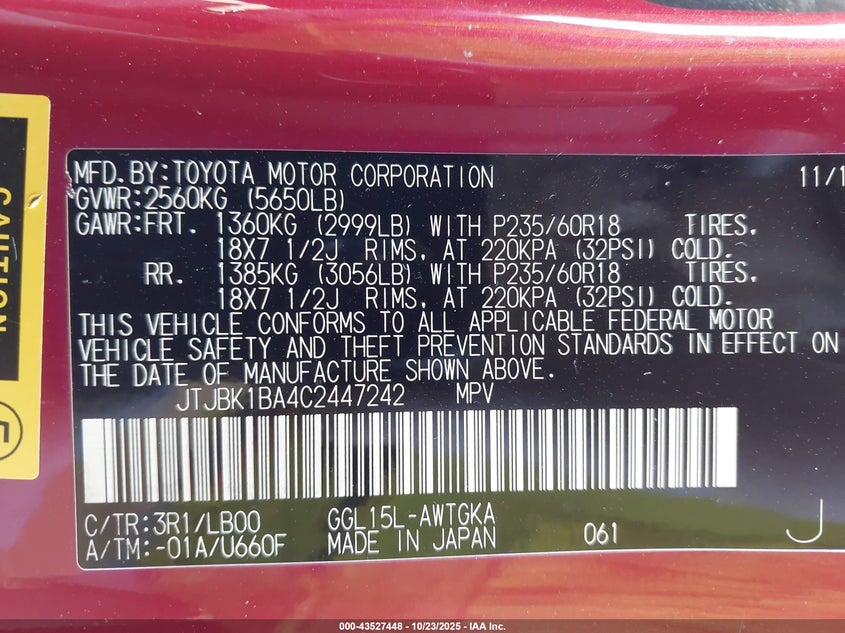 MFD.BY:TOYOTA MOTOR CORPORATION 11/1
GVWR:2560KG (5650LB)
GAWR:FRT. 1360KG (2999LB) WITH P235/60R18 TIRES,
18X7 1/2J RIMS, AT 220KPA (32PSI) COLD.
RR. 1385KG (3056LB) WITH P235/60R18 TIRES,
18X7 1/2J RIMS, AT 220KPA (32PSI) COLD.
THIS VEHICLE CONFORMS TO ALL APPLICABLE FEDERAL MOTOR
VEHICLE SAFETY AND THEFT PREVENTION STANDARDS IN EFFECT ON
THE DATE OF MANUFACTURE SHOWN ABOVE.
JTJBK1BA4C2447242 MPV
C/TR:3R1/LB00 GGL15L-AWTGKA
A/TM:-01A/U660F MADE IN JAPAN 061 J
CAUTION
000-43527448 - 10/23/2025 - IAA Inc.